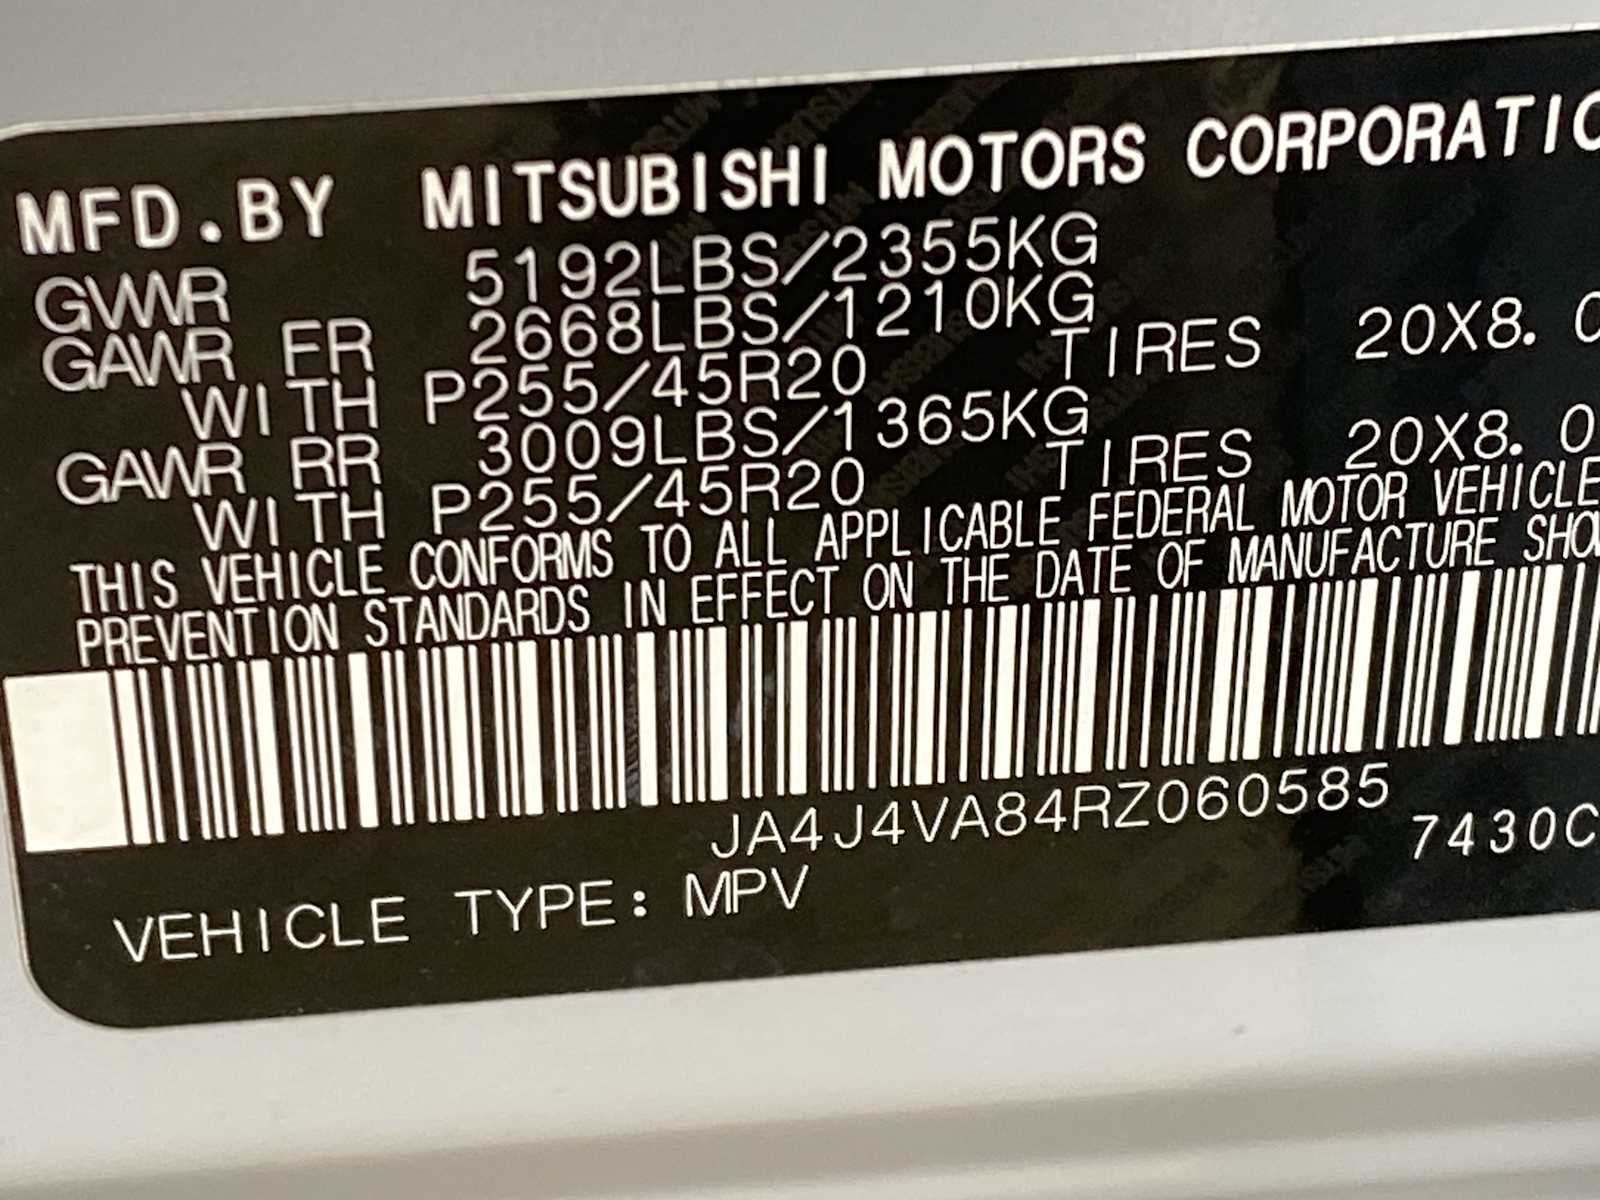 MFD.BY MITSUBISHI MOTORS CORPORATIO
GVWR 5192LBS/2355KG
GAWR FR 2668LBS/1210KG
WITH P255/45R20 TIRES 20X8.0
GAWR RR 3009LBS/1365KG
WITH P255/45R20 TIRES 20X8.0
THIS VEHICLE CONFORMS TO ALL APPLICABLE FEDERAL MOTOR VEHICLE
PREVENTION STANDARDS IN EFFECT ON THE DATE OF MANUFACTURE SHO
JA4J4VA84RZ060585
7430C
VEHICLE TYPE: MPV